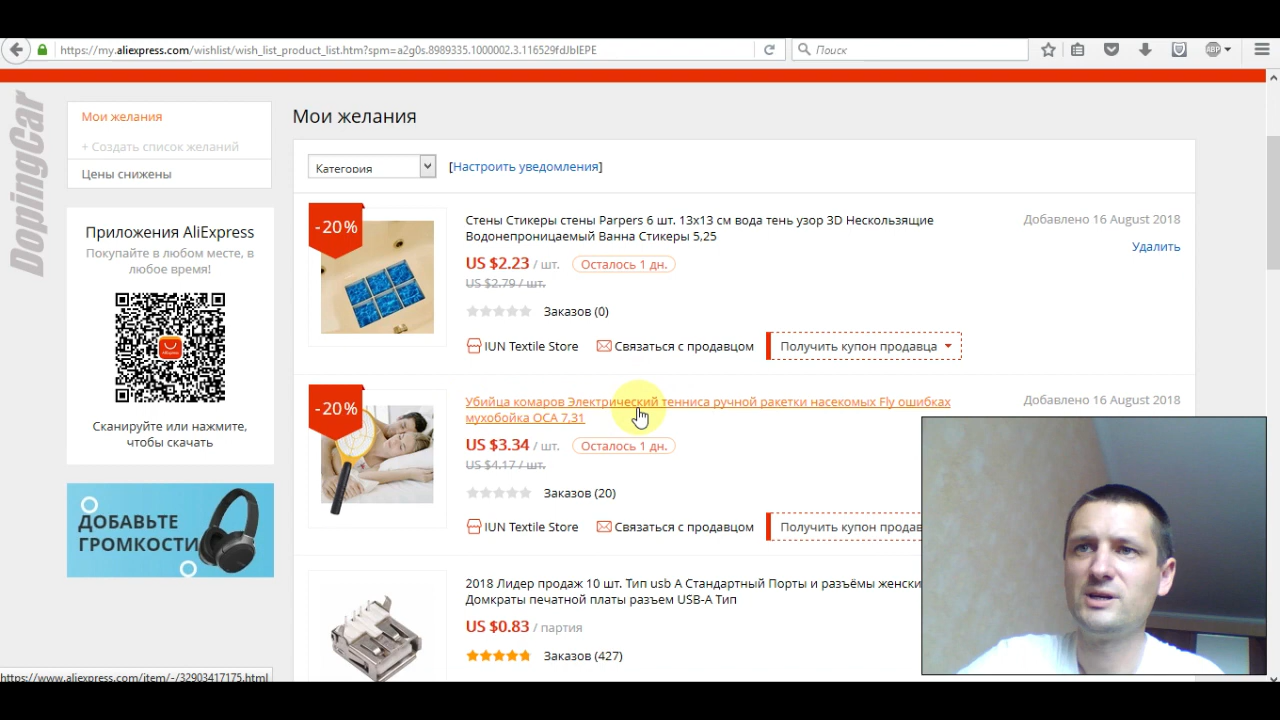 https://my.aliexpress.com/wishlist/wish_list_product_list.htm?spm=a2g0s.8989335.1000002.3.116529fdJbIEPE
Поиск
ABP
DopingCar
Мои желания
+ Создать список желаний
Цены снижены
Приложения AliExpress
Покупайте в любом месте, в
любое время!
AliExpress
Сканируйте или нажмите,
чтобы скачать
ДОБАВЬТЕ
ГРОМКОСТИ
Мои желания
Категория
[Настроить уведомления]
-20%
Стены Стикеры стены Parpers 6 шт. 13x13 см вода тень узор 3D Нескользящие
Водонепроницаемый Ванна Стикеры 5,25
Добавлено 16 August 2018
Удалить
US $2.23 / шт. Осталось 1 дн.
US $2.79 / шт.
Заказов (0)
IUN Textile Store Связаться с продавцом Получить купон продавца
-20%
Убийца комаров Электрический тенниса ручной ракетки насекомых Fly ошибках
мухобойка ОСА 7,31
Добавлено 16 August 2018
US $3.34 / шт. Осталось 1 дн.
US $4.17 / шт.
Заказов (20)
IUN Textile Store Связаться с продавцом Получить купон продав
2018 Лидер продаж 10 шт. Тип usb A Стандартный Порты и разъёмы женски
Домкраты печатной платы разъем USB-A Тип
US $0.83 / партия
Заказов (427)
https://www.aliexpress.com/item/-/32903417175.html